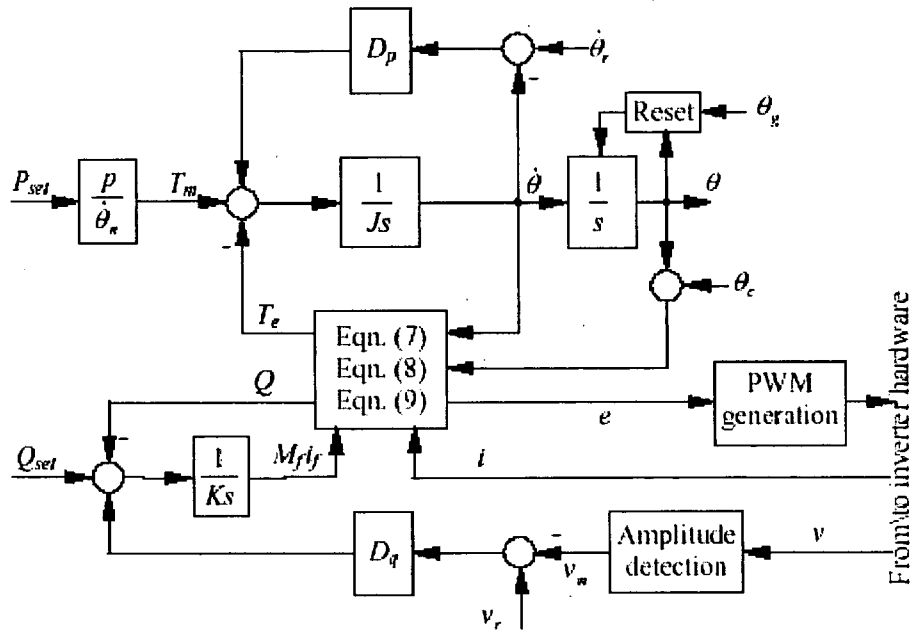 D_p
θ̇_r
Reset
θ_g
P_set
p
θ̇_n
T_m
1
Js
θ̇
1
s
θ
θ_c
T_e
Eqn. (7)
Eqn. (8)
Eqn. (9)
Q
e
PWM
generation
From\to inverter hardware
Q_set
1
Ks
M_f i_f
i
D_q
v_m
Amplitude
detection
v
v_r